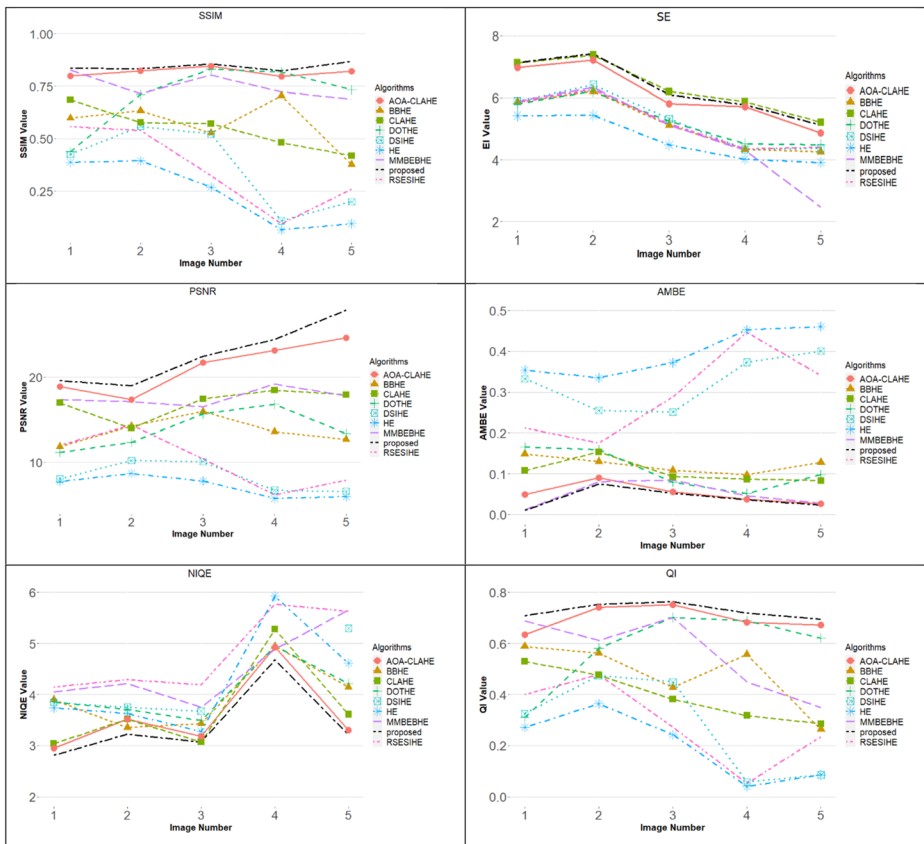 SSIM
1.00
0.75
0.50
0.25
SSIM Value
1 2 3 4 5
Image Number
Algorithms
AOA-CLAHE
BBHE
CLAHE
DOTHE
DSIHE
HE
MMBEBHE
proposed
RSESIHE
SE
8
6
4
2
EI Value
1 2 3 4 5
Image Number
Algorithms
AOA-CLAHE
BBHE
CLAHE
DOTHE
DSIHE
HE
MMBEBHE
proposed
RSESIHE
PSNR
20
10
PSNR Value
1 2 3 4 5
Image Number
Algorithms
AOA-CLAHE
BBHE
CLAHE
DOTHE
DSIHE
HE
MMBEBHE
proposed
RSESIHE
AMBE
0.5
0.4
0.3
0.2
0.1
0.0
AMBE Value
1 2 3 4 5
Image Number
Algorithms
AOA-CLAHE
BBHE
CLAHE
DOTHE
DSIHE
HE
MMBEBHE
proposed
RSESIHE
NIQE
6
5
4
3
2
NIQE Value
1 2 3 4 5
Image Number
Algorithms
AOA-CLAHE
BBHE
CLAHE
DOTHE
DSIHE
HE
MMBEBHE
proposed
RSESIHE
QI
0.8
0.6
0.4
0.2
0.0
QI Value
1 2 3 4 5
Image Number
Algorithms
AOA-CLAHE
BBHE
CLAHE
DOTHE
DSIHE
HE
MMBEBHE
proposed
RSESIHE